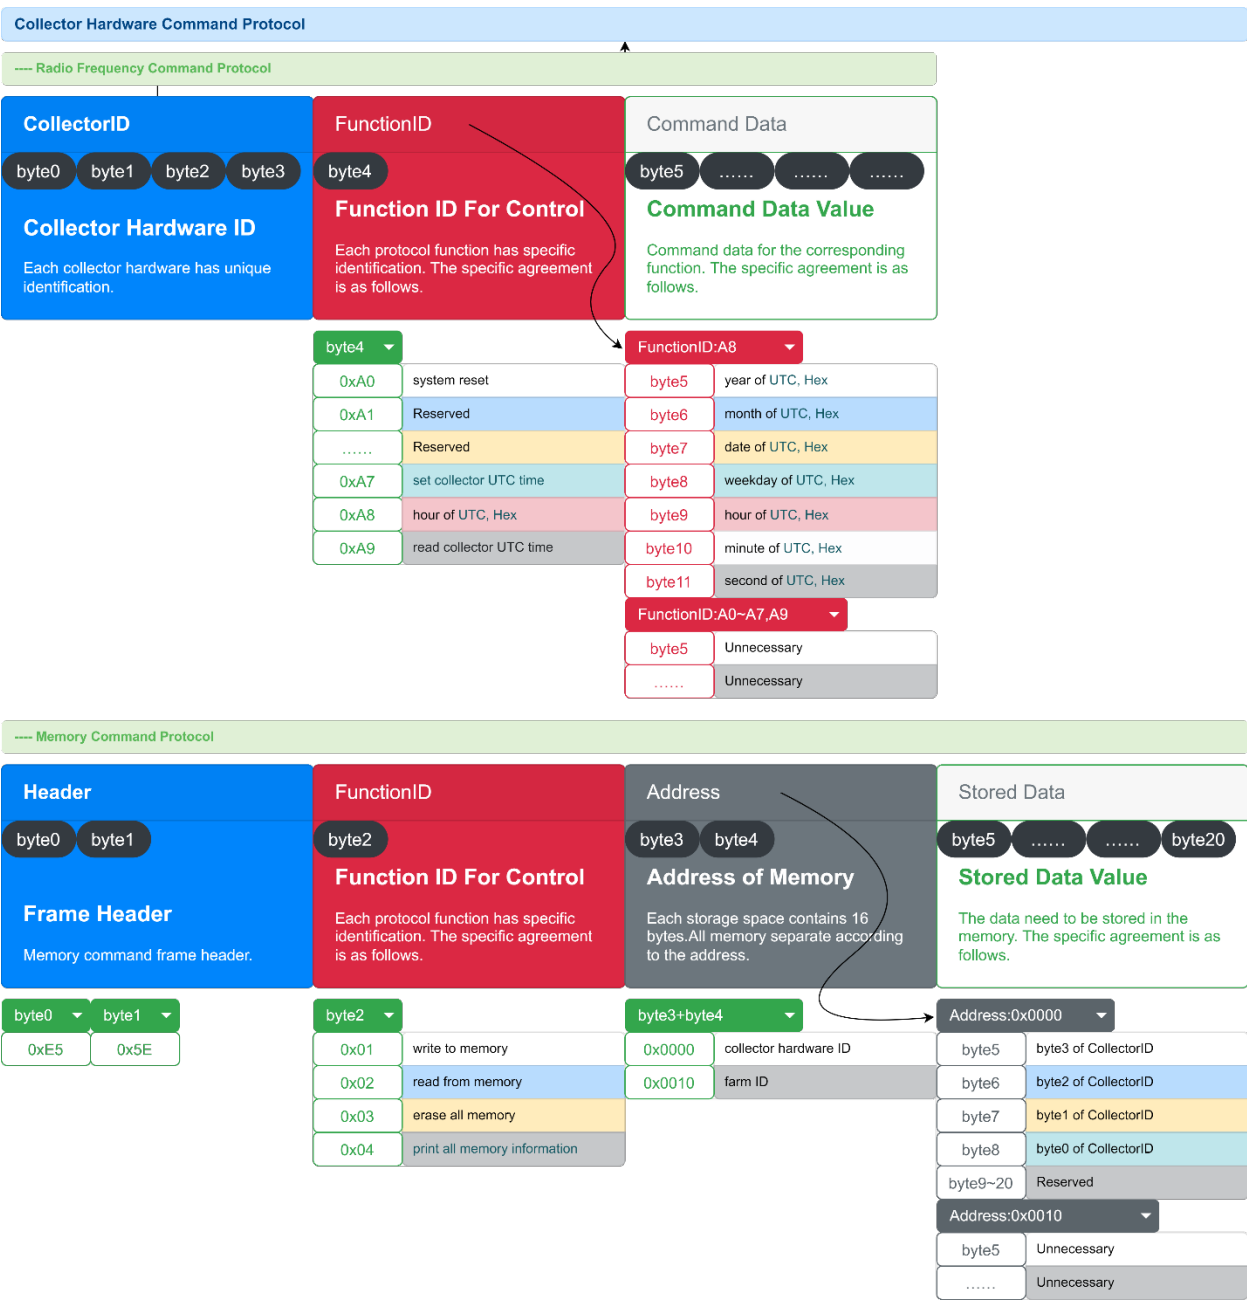 Collector Hardware Command Protocol
---- Radio Frequency Command Protocol
CollectorID
FunctionID
Command Data
byte0 byte1 byte2 byte3
byte4
byte5 ...... ...... ......
Collector Hardware ID
Each collector hardware has unique
identification.
Function ID For Control
Each protocol function has specific
identification. The specific agreement
is as follows.
Command Data Value
Command data for the corresponding
function. The specific agreement is as
follows.
byte4
0xA0 system reset
0xA1 Reserved
...... Reserved
0xA7 set collector UTC time
0xA8 hour of UTC, Hex
0xA9 read collector UTC time
FunctionID:A8
byte5 year of UTC, Hex
byte6 month of UTC, Hex
byte7 date of UTC, Hex
byte8 weekday of UTC, Hex
byte9 hour of UTC, Hex
byte10 minute of UTC, Hex
byte11 second of UTC, Hex
FunctionID:A0~A7,A9
byte5 Unnecessary
...... Unnecessary
---- Memory Command Protocol
Header
FunctionID
Address
Stored Data
byte0 byte1
byte2
byte3 byte4
byte5 ...... ...... byte20
Frame Header
Memory command frame header.
Function ID For Control
Each protocol function has specific
identification. The specific agreement
is as follows.
Address of Memory
Each storage space contains 16
bytes.All memory separate according
to the address.
Stored Data Value
The data need to be stored in the
memory. The specific agreement is as
follows.
byte0 byte1
0xE5 0x5E
byte2
0x01 write to memory
0x02 read from memory
0x03 erase all memory
0x04 print all memory information
byte3+byte4
0x0000 collector hardware ID
0x0010 farm ID
Address:0x0000
byte5 byte3 of CollectorID
byte6 byte2 of CollectorID
byte7 byte1 of CollectorID
byte8 byte0 of CollectorID
byte9~20 Reserved
Address:0x0010
byte5 Unnecessary
...... Unnecessary